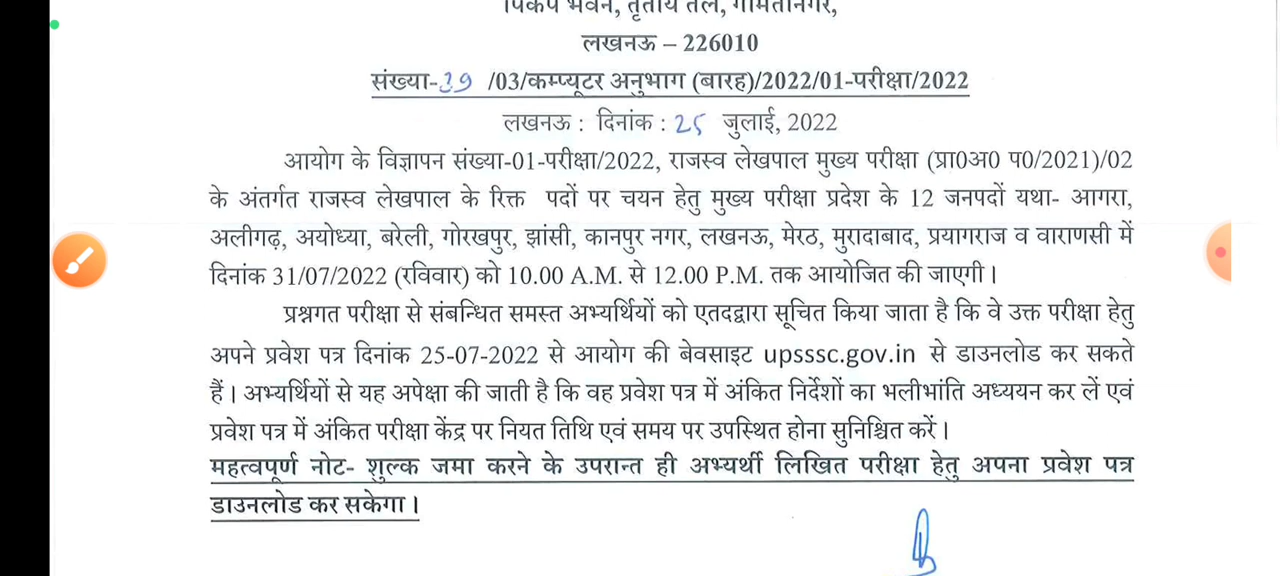 पिकप भवन, तृतीय तल, गोमतीनगर,
लखनऊ – 226010
संख्या-39 /03/कम्प्यूटर अनुभाग (बारह)/2022/01-परीक्षा/2022
लखनऊ : दिनांक : 25 जुलाई, 2022
आयोग के विज्ञापन संख्या-01-परीक्षा/2022, राजस्व लेखपाल मुख्य परीक्षा (प्रा0अ0 प0/2021)/02
के अंतर्गत राजस्व लेखपाल के रिक्त पदों पर चयन हेतु मुख्य परीक्षा प्रदेश के 12 जनपदों यथा- आगरा,
अलीगढ़, अयोध्या, बरेली, गोरखपुर, झांसी, कानपुर नगर, लखनऊ, मेरठ, मुरादाबाद, प्रयागराज व वाराणसी में
दिनांक 31/07/2022 (रविवार) को 10.00 A.M. से 12.00 P.M. तक आयोजित की जाएगी।
प्रश्नगत परीक्षा से संबन्धित समस्त अभ्यर्थियों को एतदद्वारा सूचित किया जाता है कि वे उक्त परीक्षा हेतु
अपने प्रवेश पत्र दिनांक 25-07-2022 से आयोग की बेवसाइट upsssc.gov.in से डाउनलोड कर सकते
हैं। अभ्यर्थियों से यह अपेक्षा की जाती है कि वह प्रवेश पत्र में अंकित निर्देशों का भलीभांति अध्ययन कर लें एवं
प्रवेश पत्र में अंकित परीक्षा केंद्र पर नियत तिथि एवं समय पर उपस्थित होना सुनिश्चित करें।
महत्वपूर्ण नोट- शुल्क जमा करने के उपरान्त ही अभ्यर्थी लिखित परीक्षा हेतु अपना प्रवेश पत्र
डाउनलोड कर सकेगा।